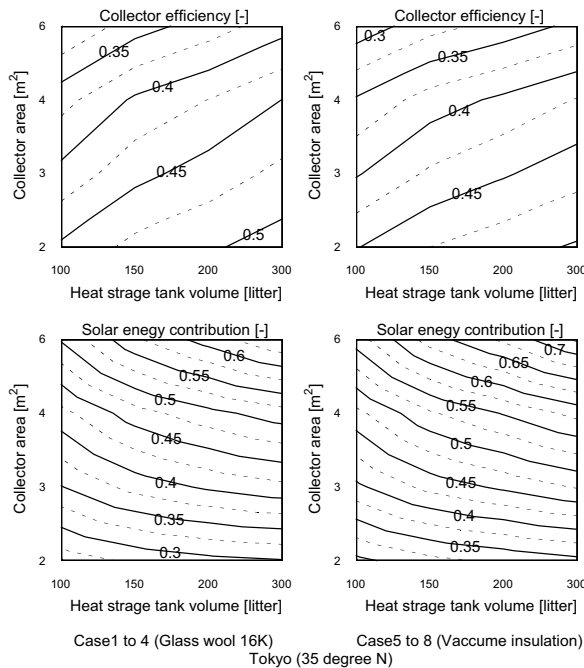 Collector efficiency [-]
Collector efficiency [-]
6
0.35
0.4
0.45
0.5
4
3
2
Collector area [m²]
100 150 200 300
Heat strage tank volume [litter]
6
0.3
0.35
0.4
0.45
4
3
2
Collector area [m²]
100 150 200 300
Heat strage tank volume [litter]
Solar enegy contribution [-]
Solar enegy contribution [-]
6
0.6
0.55
0.5
0.45
0.4
0.35
0.3
4
3
2
Collector area [m²]
100 150 200 300
Heat strage tank volume [litter]
6
0.7
0.65
0.6
0.55
0.5
0.45
0.4
0.35
4
3
2
Collector area [m²]
100 150 200 300
Heat strage tank volume [litter]
Case1 to 4 (Glass wool 16K)
Case5 to 8 (Vaccume insulation)
Tokyo (35 degree N)